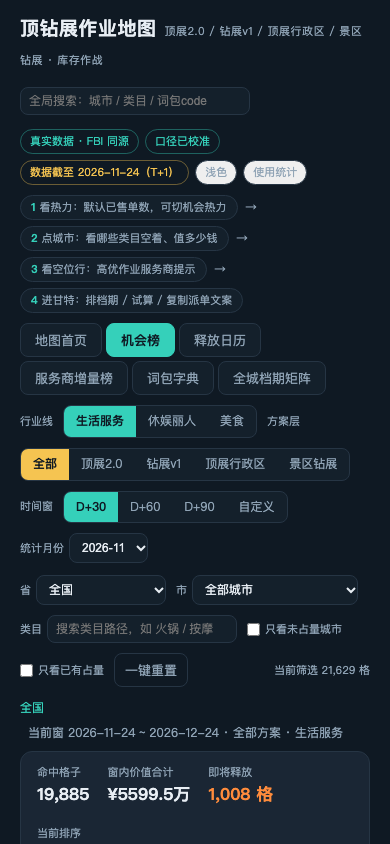 顶钻展作业地图 顶展2.0 / 钻展v1 / 顶展行政区 / 景区
钻展 · 库存作战
全局搜索：城市 / 类目 / 词包code
真实数据 · FBI 同源 口径已校准
数据截至 2026-11-24（T+1） 浅色 使用统计
1 看热力：默认已售单数，可切机会热力 →
2 点城市：看哪些类目空着、值多少钱 →
3 看空位行：高优作业服务商提示 →
4 进甘特：排档期 / 试算 / 复制派单文案
地图首页 机会榜 释放日历
服务商增量榜 词包字典 全城档期矩阵
行业线 生活服务 休娱丽人 美食 方案层
全部 顶展2.0 钻展v1 顶展行政区 景区钻展
时间窗 D+30 D+60 D+90 自定义
统计月份 2026-11
省 全国 市 全部城市
类目 搜索类目路径，如 火锅 / 按摩 只看未占量城市
只看已有占量 一键重置 当前筛选 21,629 格
全国
当前窗 2026-11-24 ~ 2026-12-24 · 全部方案 · 生活服务
命中格子 窗内价值合计 即将释放
19,885 ¥5599.5万 1,008 格
当前排序